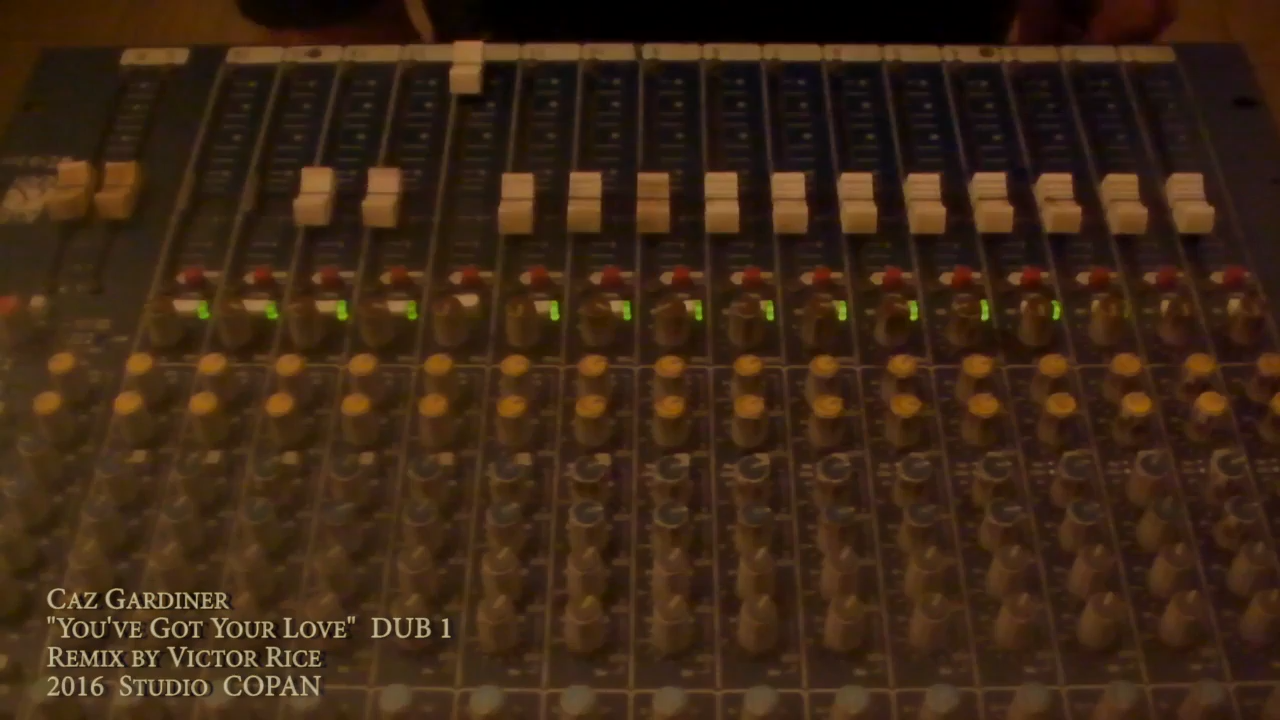 Caz Gardiner
"You've Got Your Love" DUB 1
Remix by Victor Rice
2016 Studio COPAN